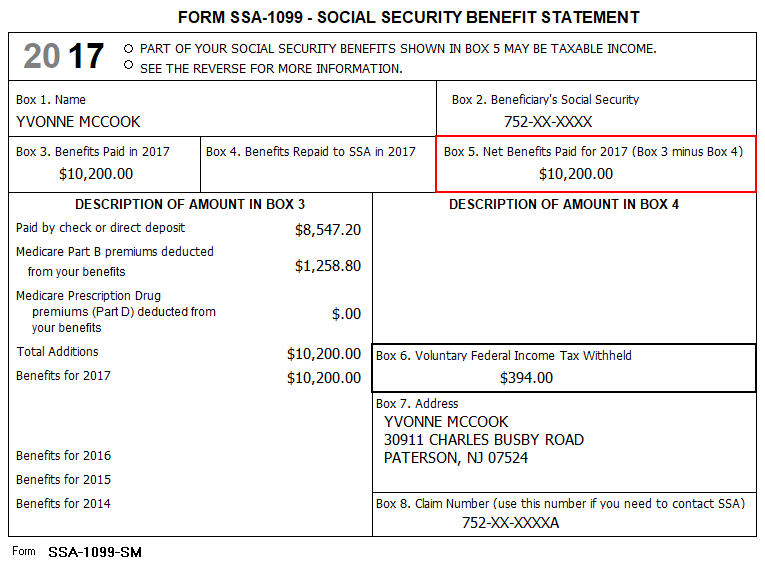 FORM SSA-1099 - SOCIAL SECURITY BENEFIT STATEMENT
2017
PART OF YOUR SOCIAL SECURITY BENEFITS SHOWN IN BOX 5 MAY BE TAXABLE INCOME.
SEE THE REVERSE FOR MORE INFORMATION.
Box 1. Name
YVONNE MCCOOK
Box 2. Beneficiary's Social Security
752-XX-XXXX
Box 3. Benefits Paid in 2017
$10,200.00
Box 4. Benefits Repaid to SSA in 2017
Box 5. Net Benefits Paid for 2017 (Box 3 minus Box 4)
$10,200.00
DESCRIPTION OF AMOUNT IN BOX 3
Paid by check or direct deposit $8,547.20
Medicare Part B premiums deducted
from your benefits $1,258.80
Medicare Prescription Drug
premiums (Part D) deducted from
your benefits $.00
Total Additions $10,200.00
Benefits for 2017 $10,200.00
Benefits for 2016
Benefits for 2015
Benefits for 2014
DESCRIPTION OF AMOUNT IN BOX 4
Box 6. Voluntary Federal Income Tax Withheld
$394.00
Box 7. Address
YVONNE MCCOOK
30911 CHARLES BUSBY ROAD
PATERSON, NJ 07524
Box 8. Claim Number (use this number if you need to contact SSA)
752-XX-XXXXA
Form SSA-1099-SM